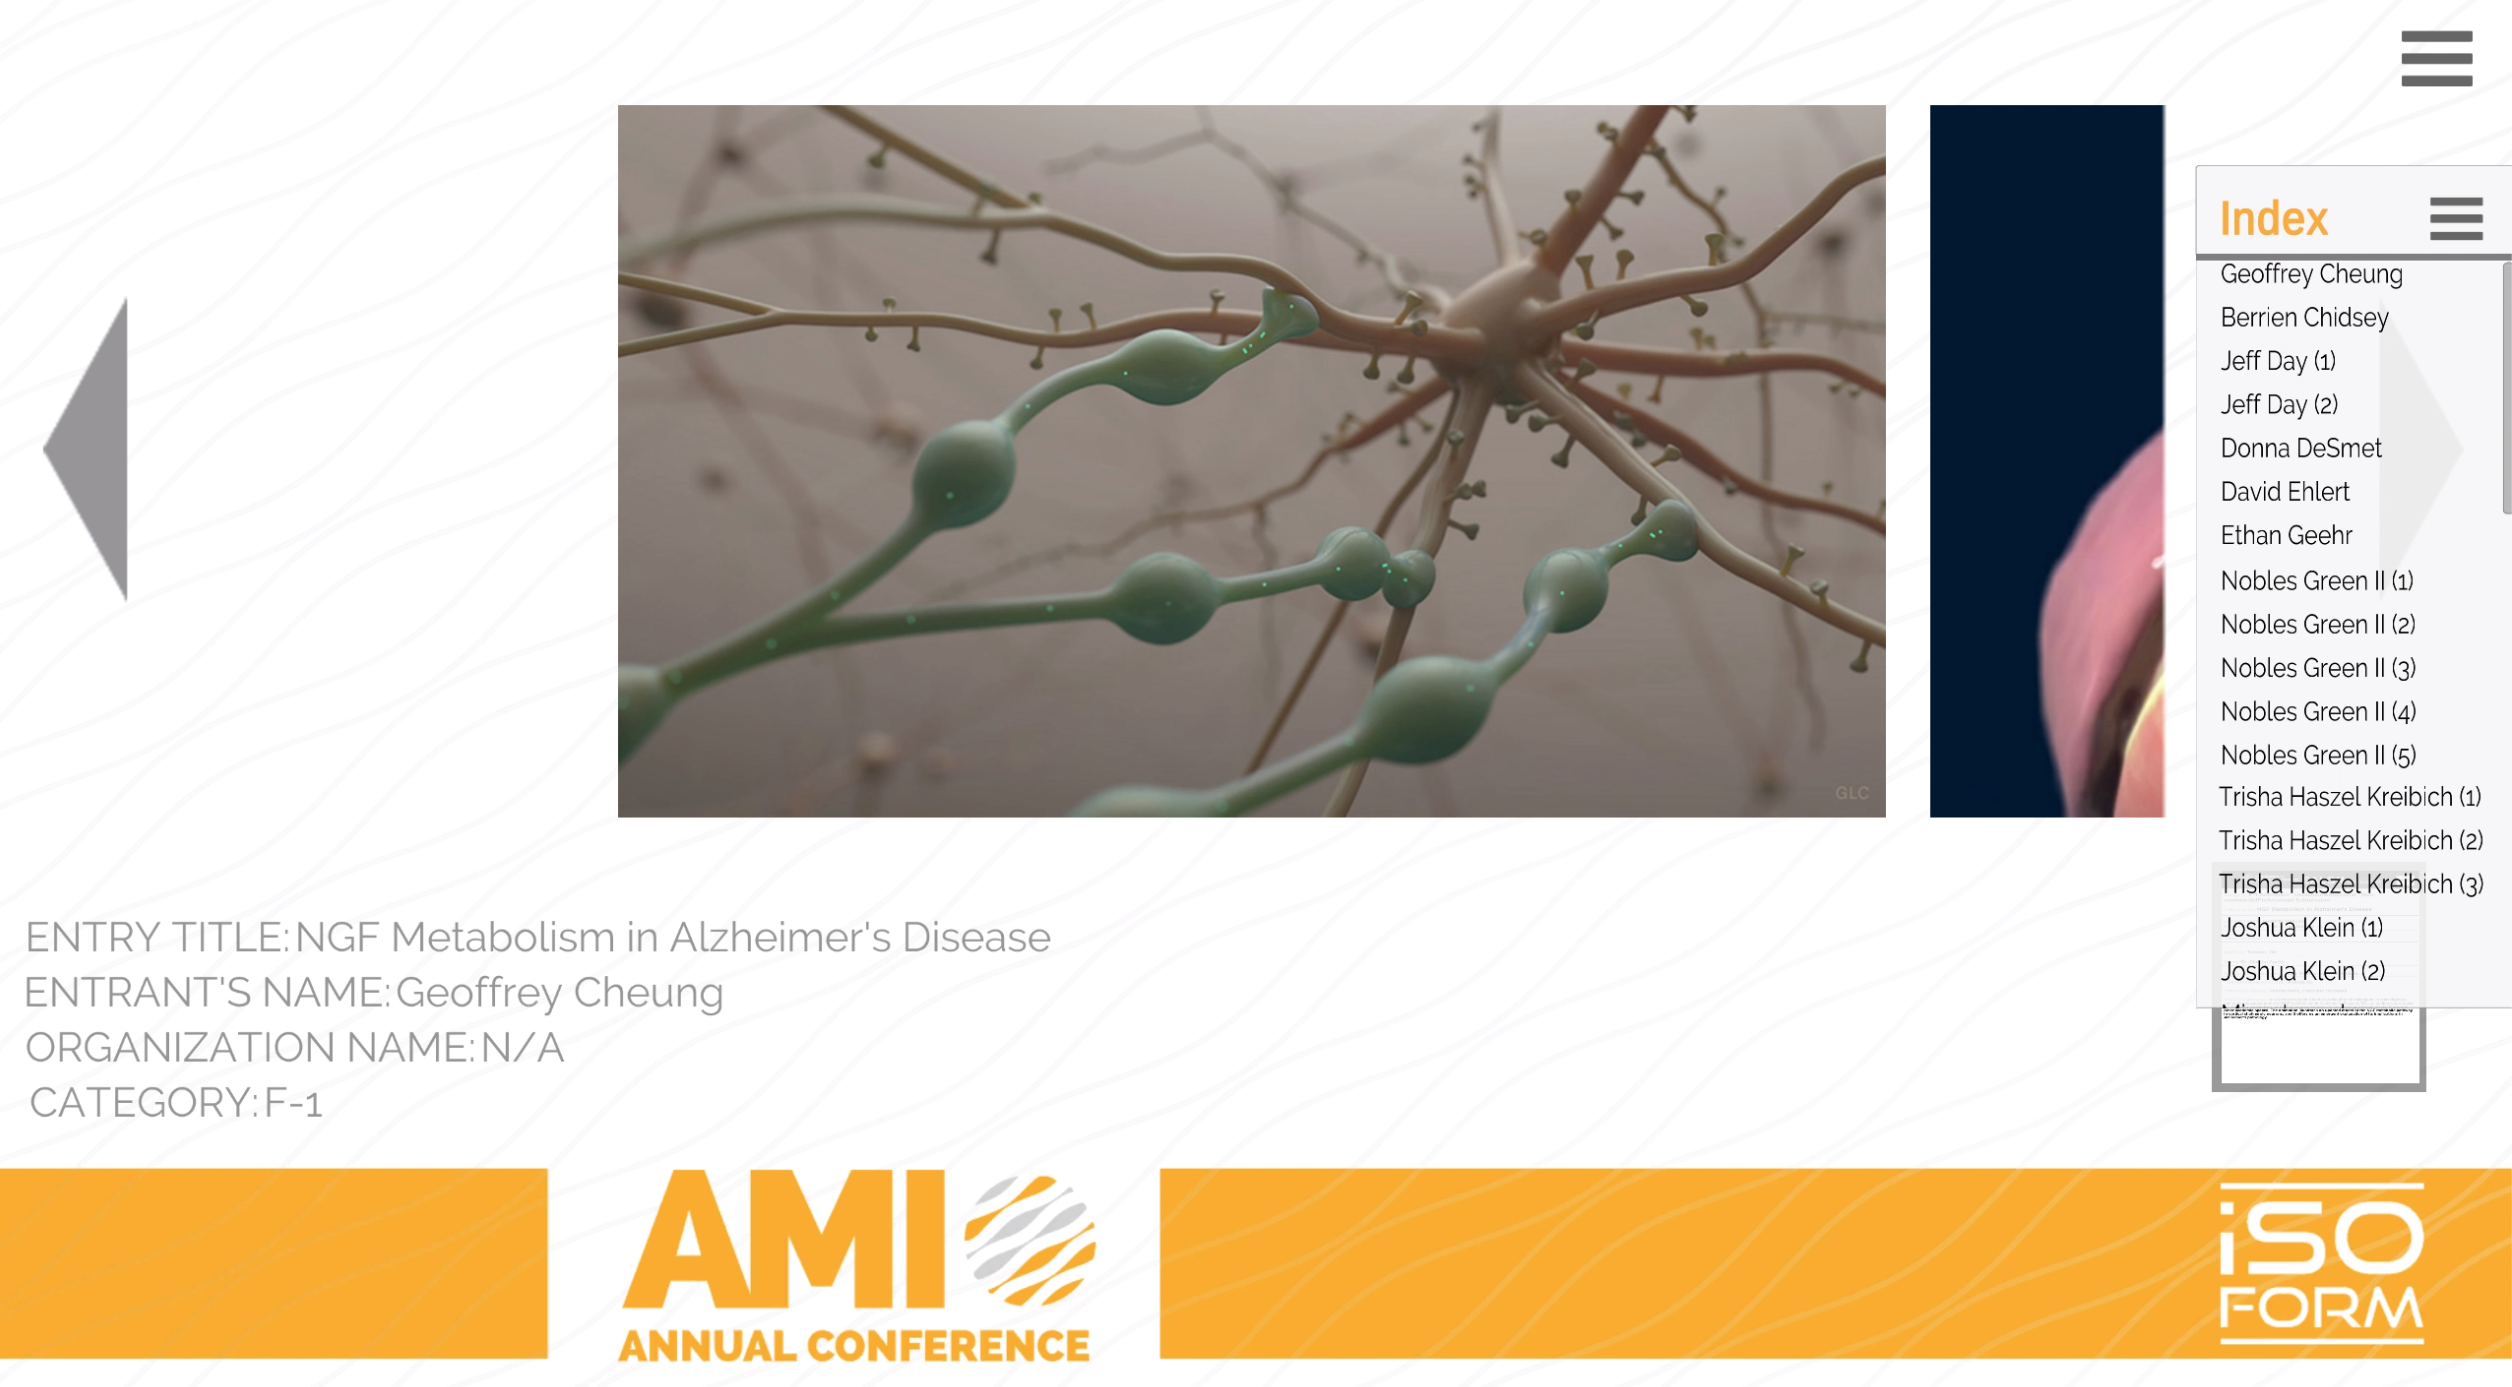 GLC
Index
Geoffrey Cheung
Berrien Chidsey
Jeff Day (1)
Jeff Day (2)
Donna DeSmet
David Ehlert
Ethan Geehr
Nobles Green II (1)
Nobles Green II (2)
Nobles Green II (3)
Nobles Green II (4)
Nobles Green II (5)
Trisha Haszel Kreibich (1)
Trisha Haszel Kreibich (2)
Trisha Haszel Kreibich (3)
Joshua Klein (1)
Joshua Klein (2)
ENTRY TITLE: NGF Metabolism in Alzheimer's Disease
ENTRANT'S NAME: Geoffrey Cheung
ORGANIZATION NAME: N/A
CATEGORY: F-1
AMI
ANNUAL CONFERENCE
iSO
FORM